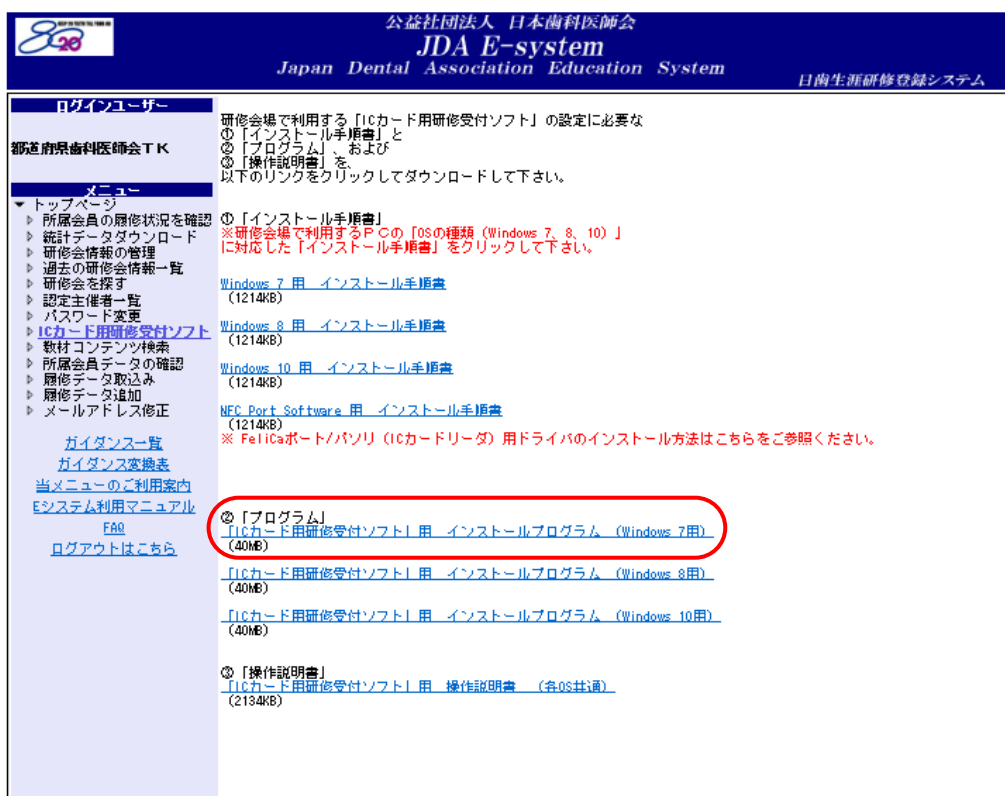 公益社団法人 日本歯科医師会
JDA E-system
Japan Dental Association Education System
日歯生涯研修登録システム
8020
ログインユーザー
都道府県歯科医師会TK
メニュー
▼ トップページ
▷ 所属会員の履修状況を確認
▷ 統計データダウンロード
▷ 研修会情報の管理
▷ 過去の研修会情報一覧
▷ 研修会を探す
▷ 認定主催者一覧
▷ パスワード変更
▷ ICカード用研修受付ソフト
▷ 教材コンテンツ検索
▷ 所属会員データの確認
▷ 履修データ取込み
▷ 履修データ追加
▷ メールアドレス修正
ガイダンス一覧
ガイダンス変換表
当メニューのご利用案内
Eシステム利用マニュアル
FAQ
ログアウトはこちら
研修会場で利用する「ICカード用研修受付ソフト」の設定に必要な
①「インストール手順書」と
②「プログラム」、および
③「操作説明書」を、
以下のリンクをクリックしてダウンロードして下さい。
①「インストール手順書」
※研修会場で利用するPCの「OSの種類(Windows 7、8、10)」
に対応した「インストール手順書」をクリックして下さい。
Windows 7 用 インストール手順書
(1214KB)
Windows 8 用 インストール手順書
(1214KB)
Windows 10 用 インストール手順書
(1214KB)
NFC Port Software 用 インストール手順書
(1214KB)
※ FeliCaポート/パソリ(ICカードリーダ)用ドライバのインストール方法はこちらをご参照ください。
②「プログラム」
「ICカード用研修受付ソフト」用 インストールプログラム (Windows 7用)
(40MB)
「ICカード用研修受付ソフト」用 インストールプログラム (Windows 8用)
(40MB)
「ICカード用研修受付ソフト」用 インストールプログラム (Windows 10用)
(40MB)
③「操作説明書」
「ICカード用研修受付ソフト」用 操作説明書 (各OS共通)
(2134KB)